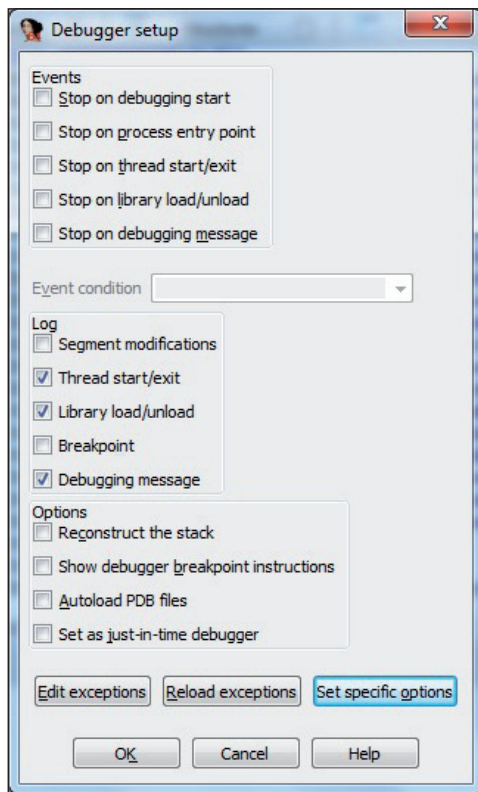 Debugger setup
Events
Stop on debugging start
Stop on process entry point
Stop on thread start/exit
Stop on library load/unload
Stop on debugging message
Event condition
Log
Segment modifications
Thread start/exit
Library load/unload
Breakpoint
Debugging message
Options
Reconstruct the stack
Show debugger breakpoint instructions
Autoload PDB files
Set as just-in-time debugger
Edit exceptions Reload exceptions Set specific options
OK Cancel Help